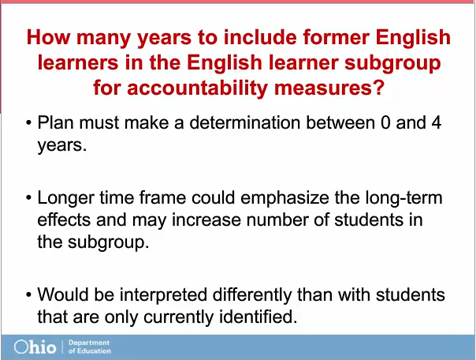 How many years to include former English
learners in the English learner subgroup
for accountability measures?
• Plan must make a determination between 0 and 4
years.
• Longer time frame could emphasize the long-term
effects and may increase number of students in
the subgroup.
• Would be interpreted differently than with students
that are only currently identified.
Ohio
Department
of Education